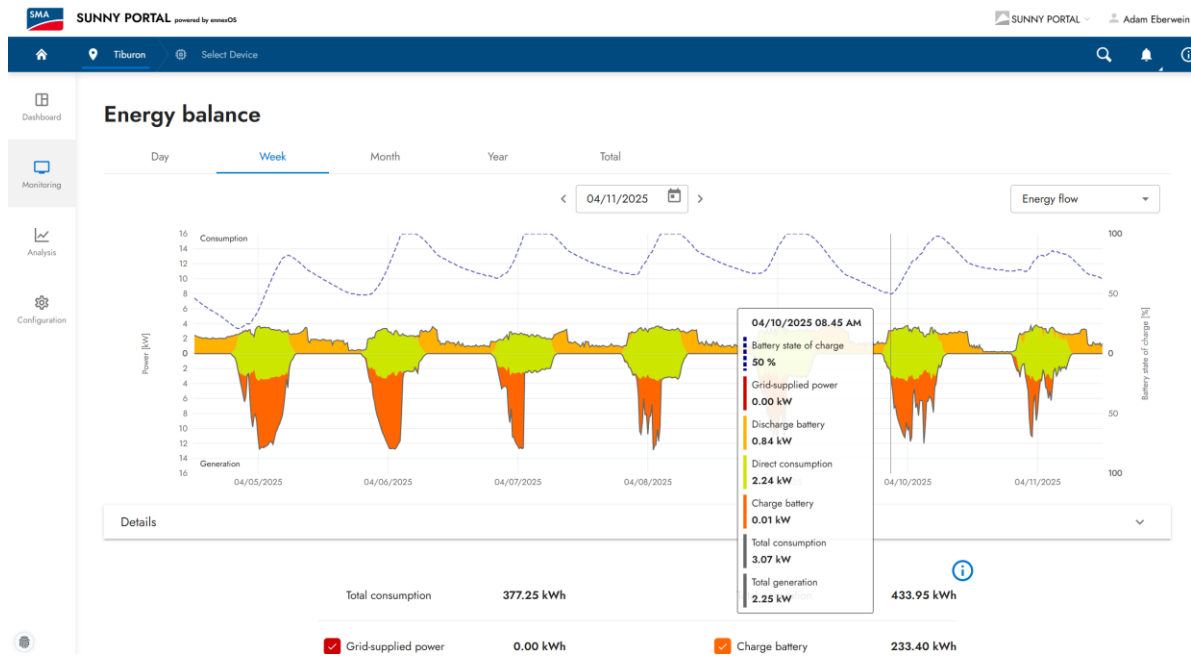 SMA
SUNNY PORTAL powered by ennexOS
SUNNY PORTAL
Adam Eberwein
Tiburon
Select Device
Dashboard
Monitoring
Analysis
Configuration
Energy balance
Day
Week
Month
Year
Total
04/11/2025
Energy flow
Power [kW]
16
14
12
10
8
6
4
2
0
2
4
6
8
10
12
14
16
Consumption
Generation
100
50
0
50
100
Battery state of charge [%]
04/05/2025
04/06/2025
04/07/2025
04/08/2025
04/10/2025
04/11/2025
04/10/2025 08.45 AM
Battery state of charge
50 %
Grid-supplied power
0.00 kW
Discharge battery
0.84 kW
Direct consumption
2.24 kW
Charge battery
0.01 kW
Total consumption
3.07 kW
Total generation
2.25 kW
Details
Total consumption
377.25 kWh
433.95 kWh
Grid-supplied power
0.00 kWh
Charge battery
233.40 kWh